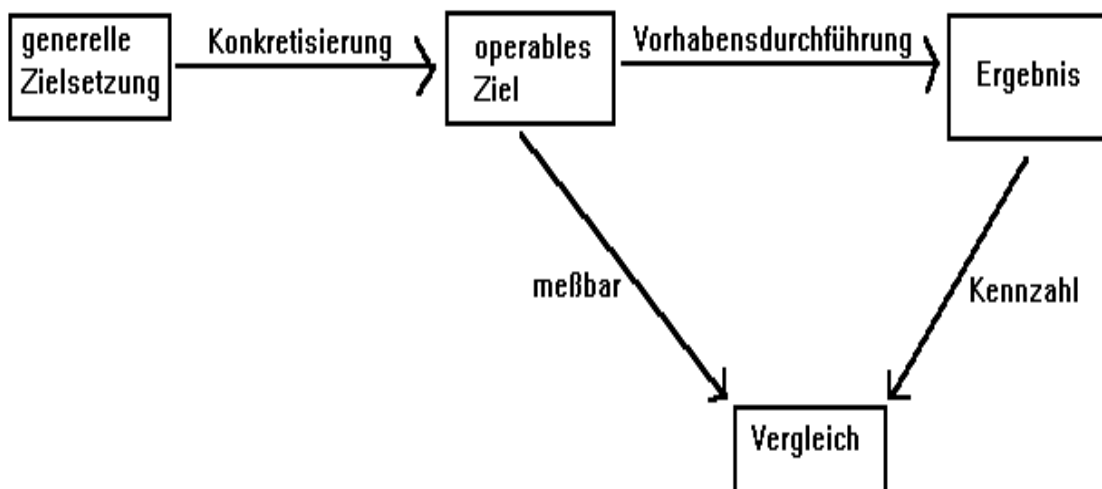 generelle
Zielsetzung
Konkretisierung
operables
Ziel
Vorhabensdurchführung
Ergebnis
meßbar
Kennzahl
Vergleich